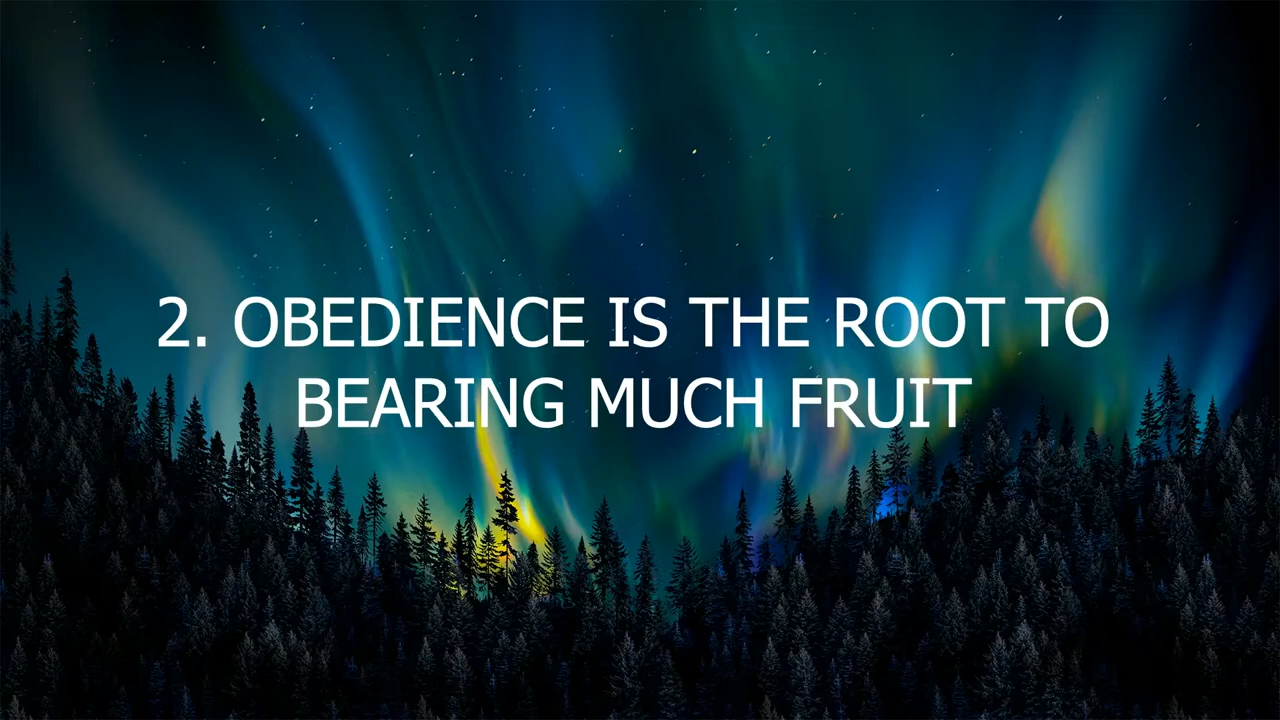 2. OBEDIENCE IS THE ROOT TO
BEARING MUCH FRUIT